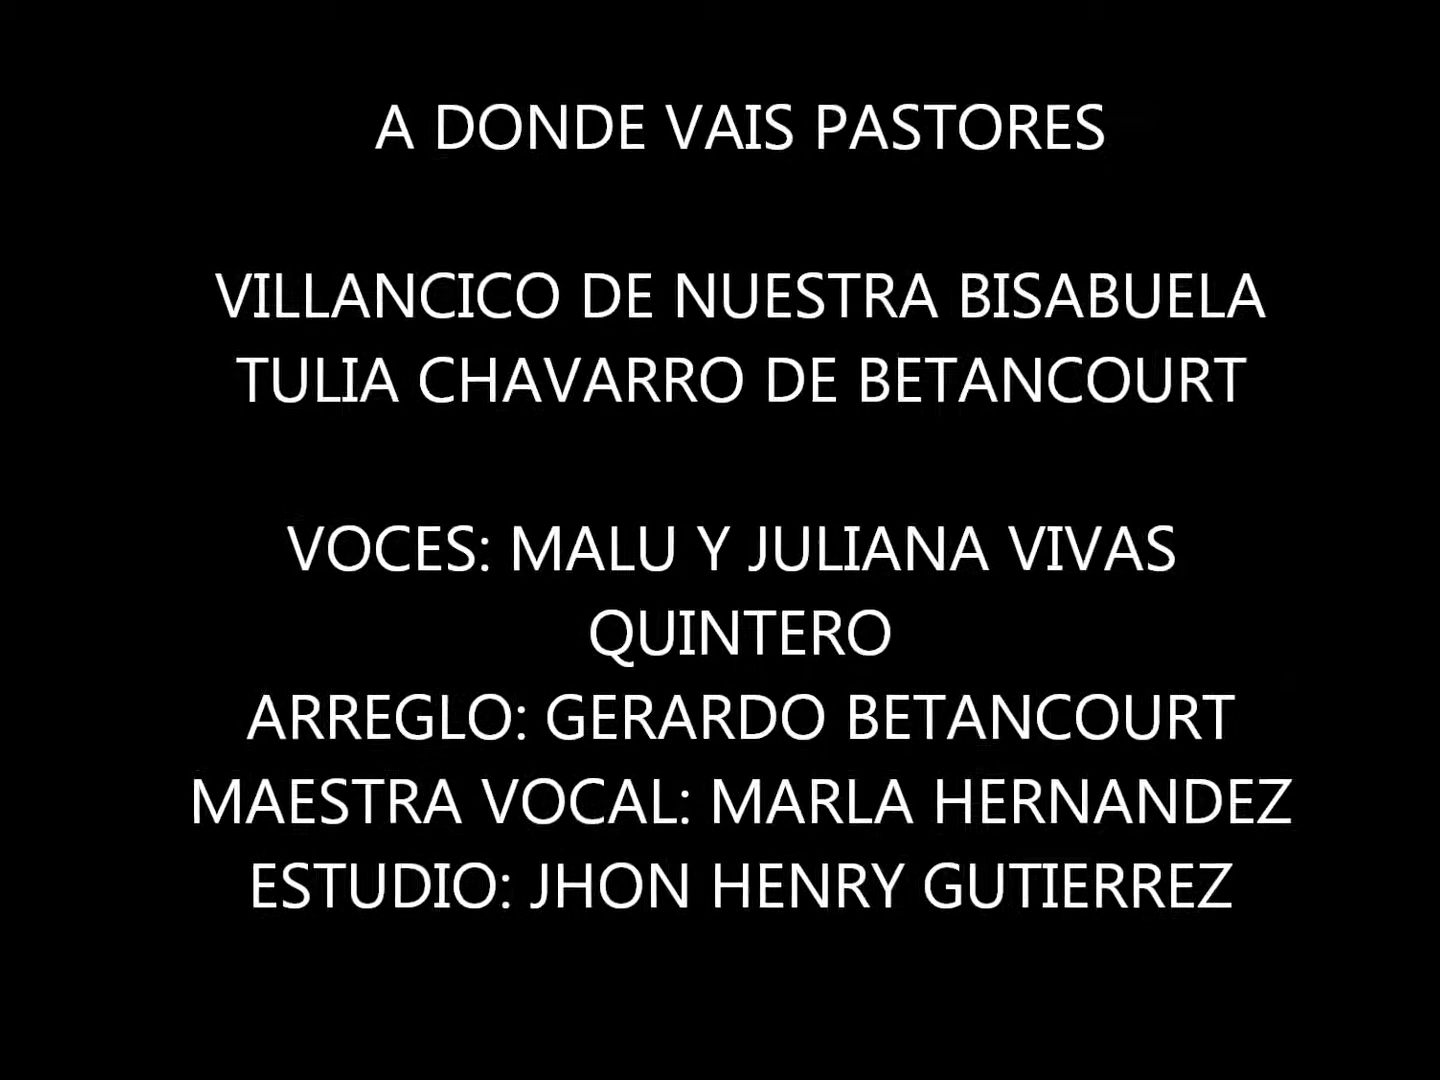 A DONDE VAIS PASTORES
VILLANCICO DE NUESTRA BISABUELA
TULIA CHAVARRO DE BETANCOURT
VOCES: MALU Y JULIANA VIVAS
QUINTERO
ARREGLO: GERARDO BETANCOURT
MAESTRA VOCAL: MARLA HERNANDEZ
ESTUDIO: JHON HENRY GUTIERREZ